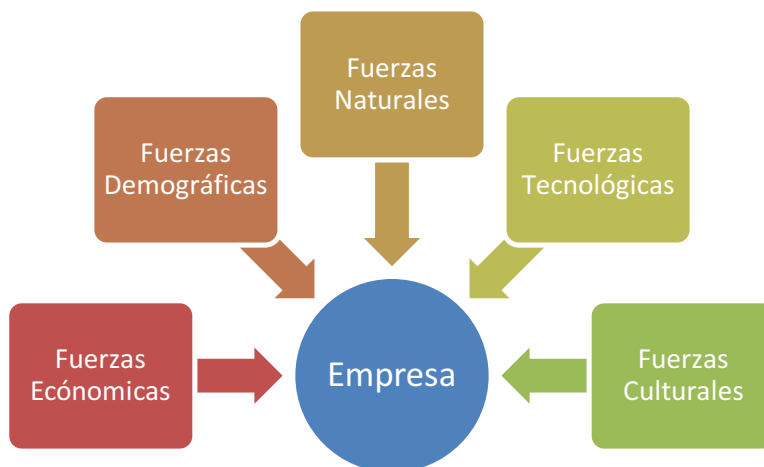 Fuerzas
Naturales
Fuerzas
Demográficas
Fuerzas
Tecnológicas
Fuerzas
Ecónomicas
Empresa
Fuerzas
Culturales